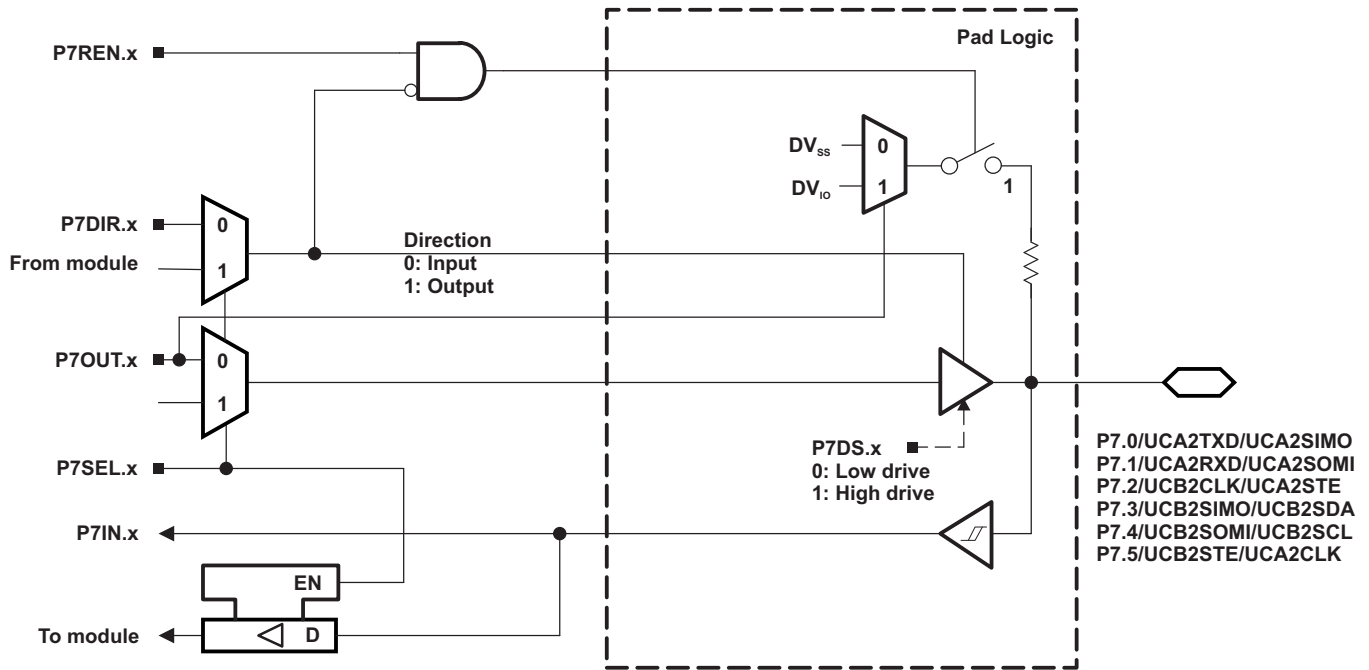 Pad Logic
P7REN.x
DVSS
0
DVIO
1
1
P7DIR.x
0
From module
1
Direction
0: Input
1: Output
P7OUT.x
0
1
P7SEL.x
P7DS.x
0: Low drive
1: High drive
P7.0/UCA2TXD/UCA2SIMO
P7.1/UCA2RXD/UCA2SOMI
P7.2/UCB2CLK/UCA2STE
P7.3/UCB2SIMO/UCB2SDA
P7.4/UCB2SOMI/UCB2SCL
P7.5/UCB2STE/UCA2CLK
P7IN.x
EN
To module
D